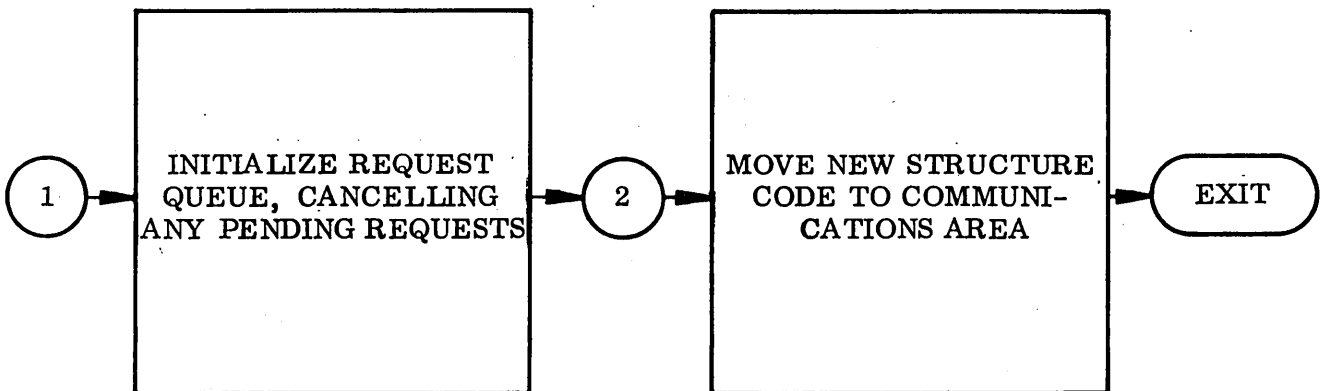 1
INITIALIZE REQUEST
QUEUE, CANCELLING
ANY PENDING REQUESTS
2
MOVE NEW STRUCTURE
CODE TO COMMUNI-
CATIONS AREA
EXIT